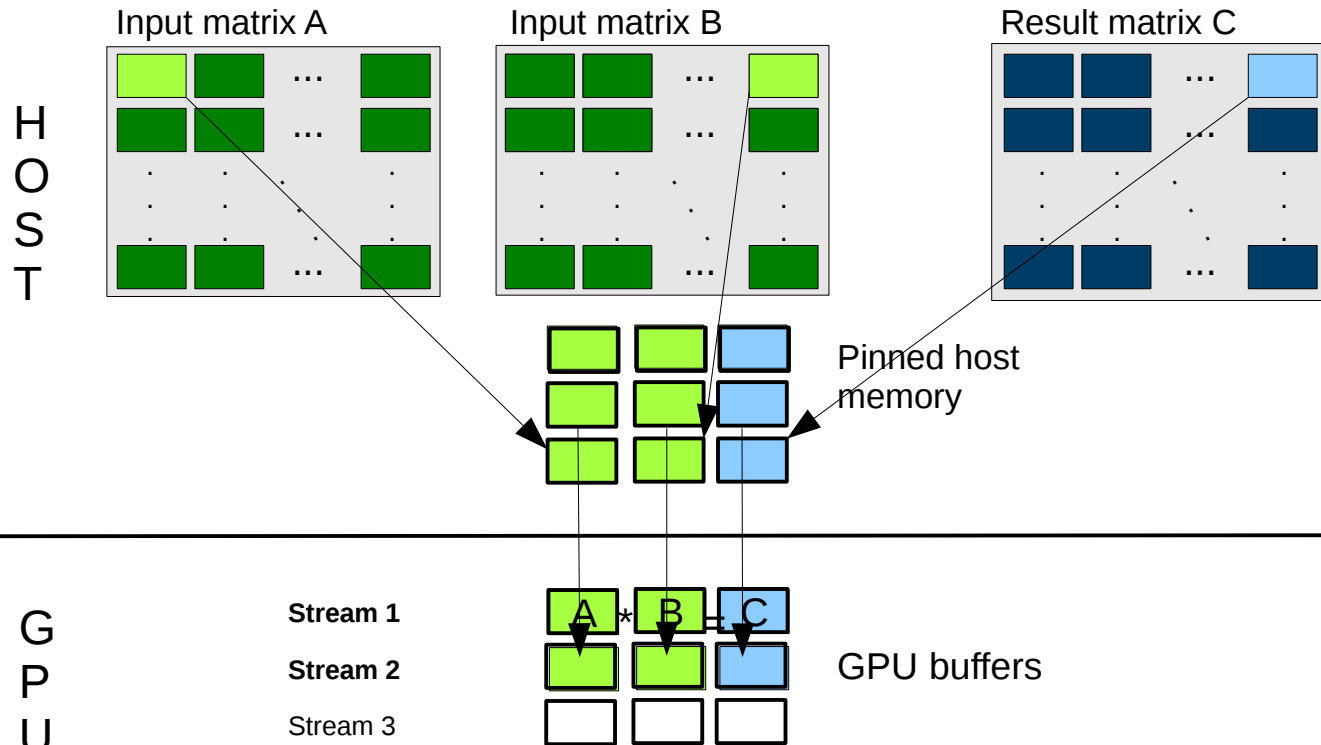 Input matrix A
Input matrix B
Result matrix C
...
...
...
...
...
...
H
O
S
T
...
...
...
Pinned host
memory
G
P
U
Stream 1
A * B = C
Stream 2
GPU buffers
Stream 3